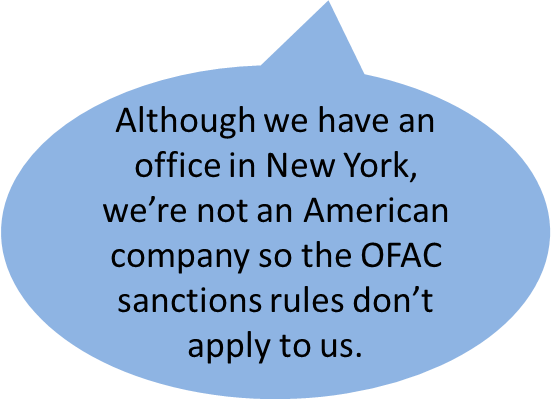 Although we have an
office in New York,
we’re not an American
company so the OFAC
sanctions rules don’t
apply to us.